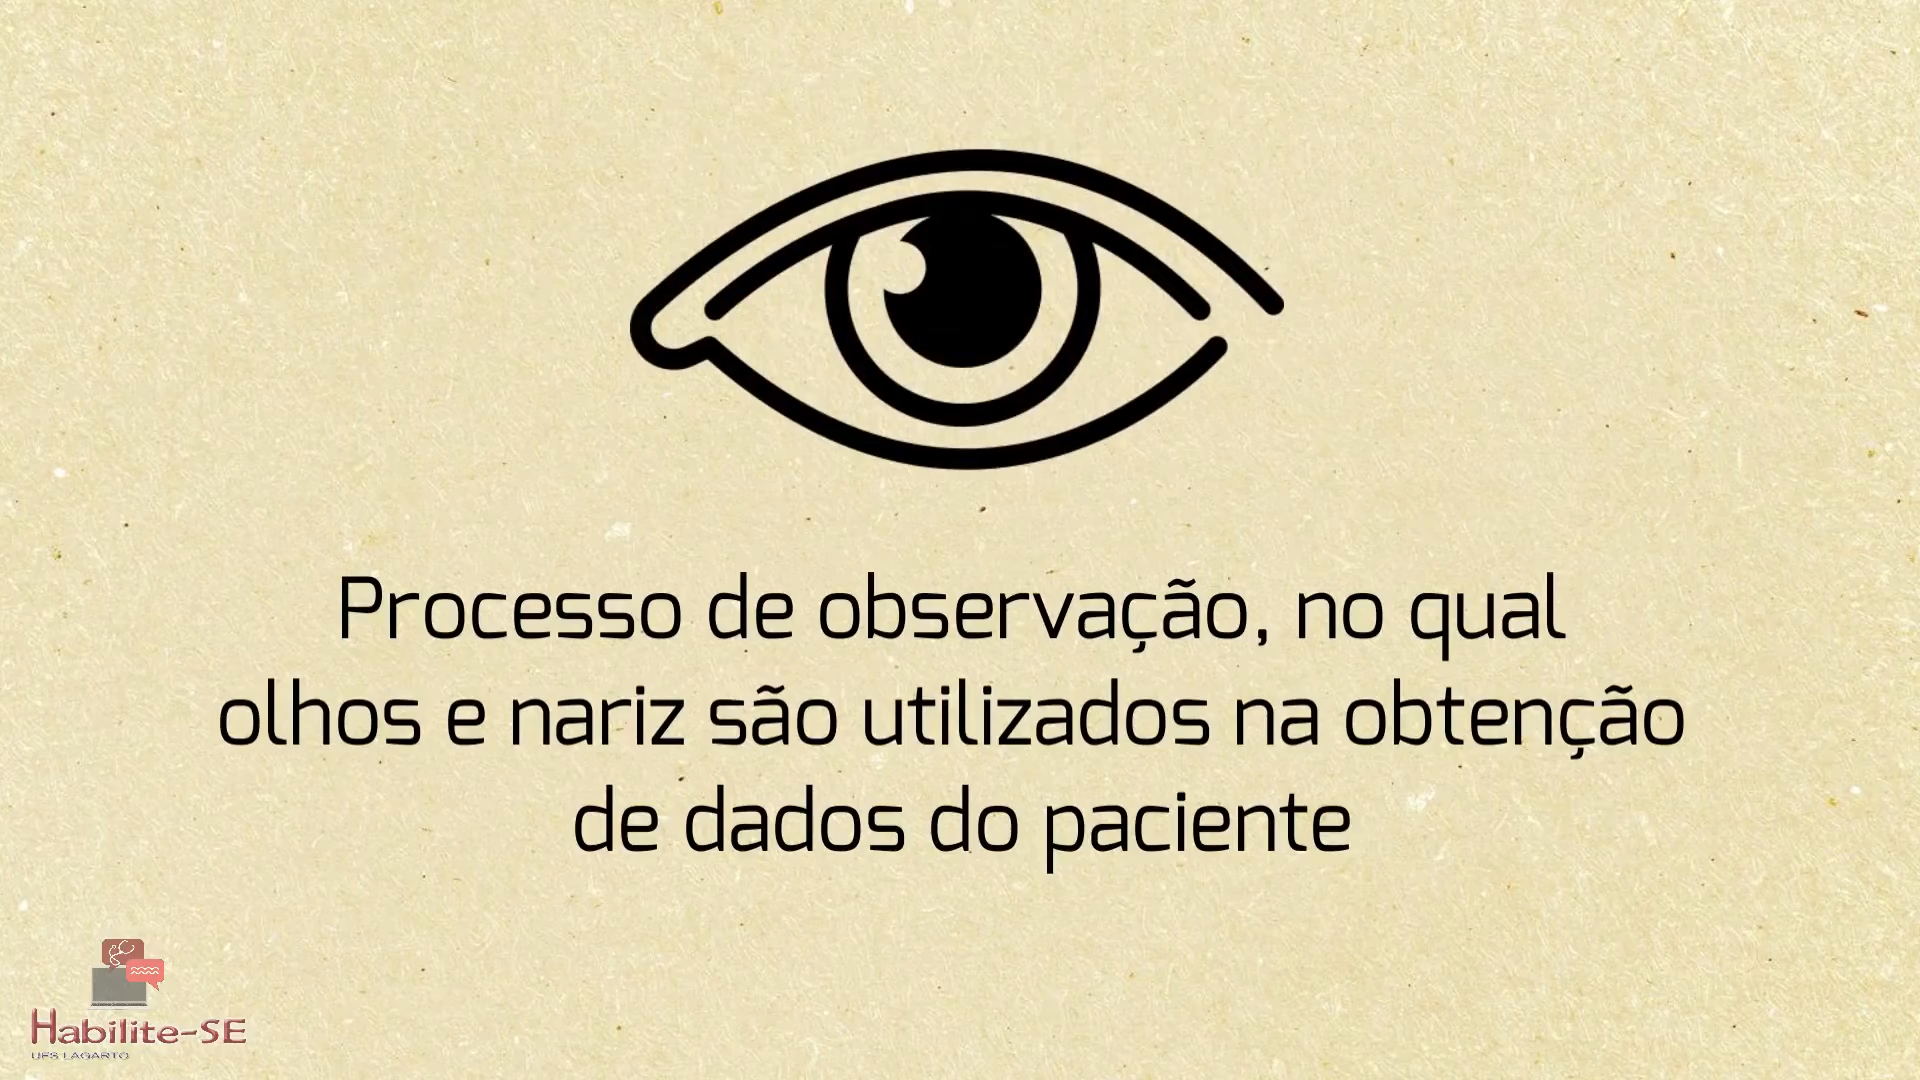 Processo de observação, no qual
olhos e nariz são utilizados na obtenção
de dados do paciente
Habilite-SE
UFS LAGARTO